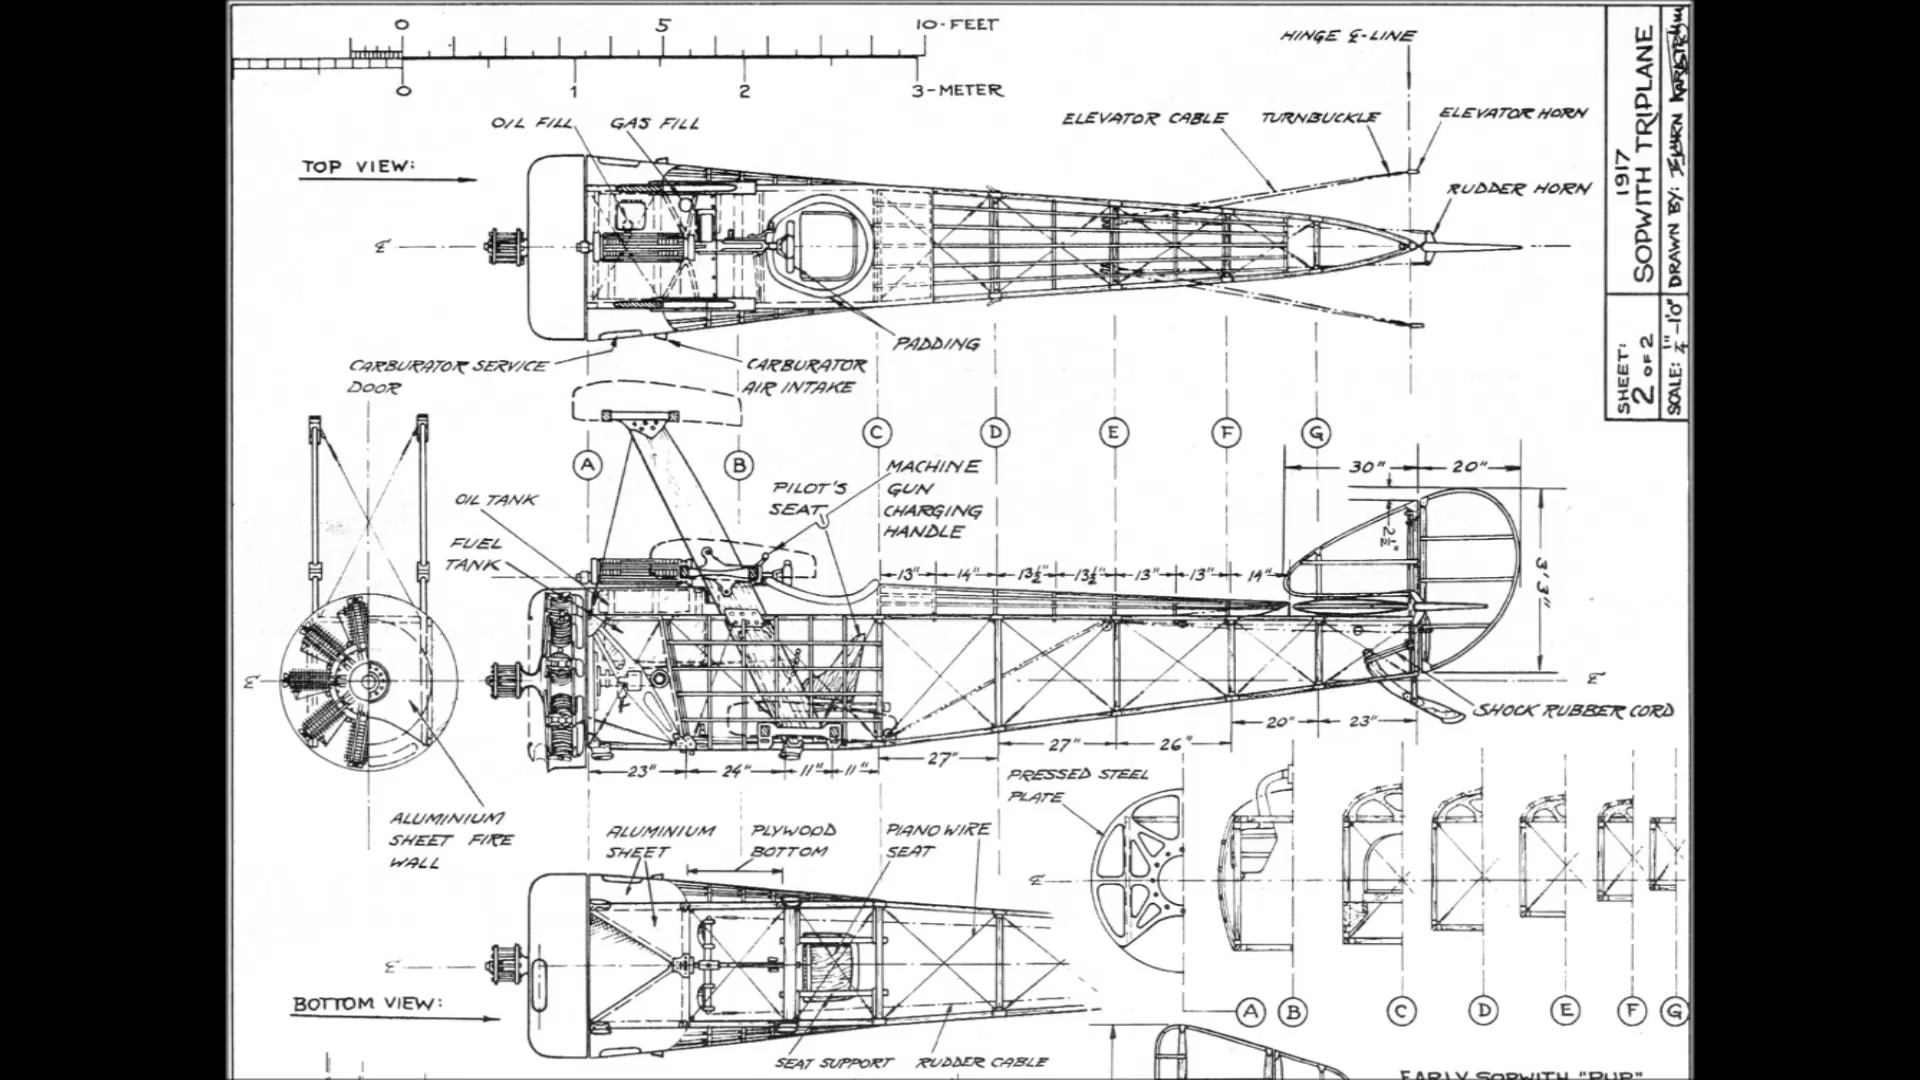 0 5 10-FEET
0 1 2 3-METER
HINGE ℄-LINE
1917
SOPWITH TRIPLANE
DRAWN BY:
SHEET:
2 OF 2
SCALE: 1/4"-1'0"
OIL FILL
GAS FILL
ELEVATOR CABLE
TURNBUCKLE
ELEVATOR HORN
TOP VIEW:
RUDDER HORN
℄
PADDING
CARBURATOR SERVICE
DOOR
CARBURATOR
AIR INTAKE
A
B
C
D
E
F
G
MACHINE
GUN
CHARGING
HANDLE
PILOT'S
SEAT
30"
20"
OIL TANK
FUEL
TANK
2½"
3'3"
13" 14" 13½" 13½" 13" 13" 14"
℄
℄
SHOCK RUBBER CORD
20" 23"
27" 26"
27"
23" 24" 11" 11"
PRESSED STEEL
PLATE
ALUMINIUM
SHEET FIRE
WALL
ALUMINIUM
SHEET
PLYWOOD
BOTTOM
PIANO WIRE
SEAT
℄
℄
BOTTOM VIEW:
A B C D E F G
SEAT SUPPORT
RUDDER CABLE
EARLY SOPWITH "PUP"